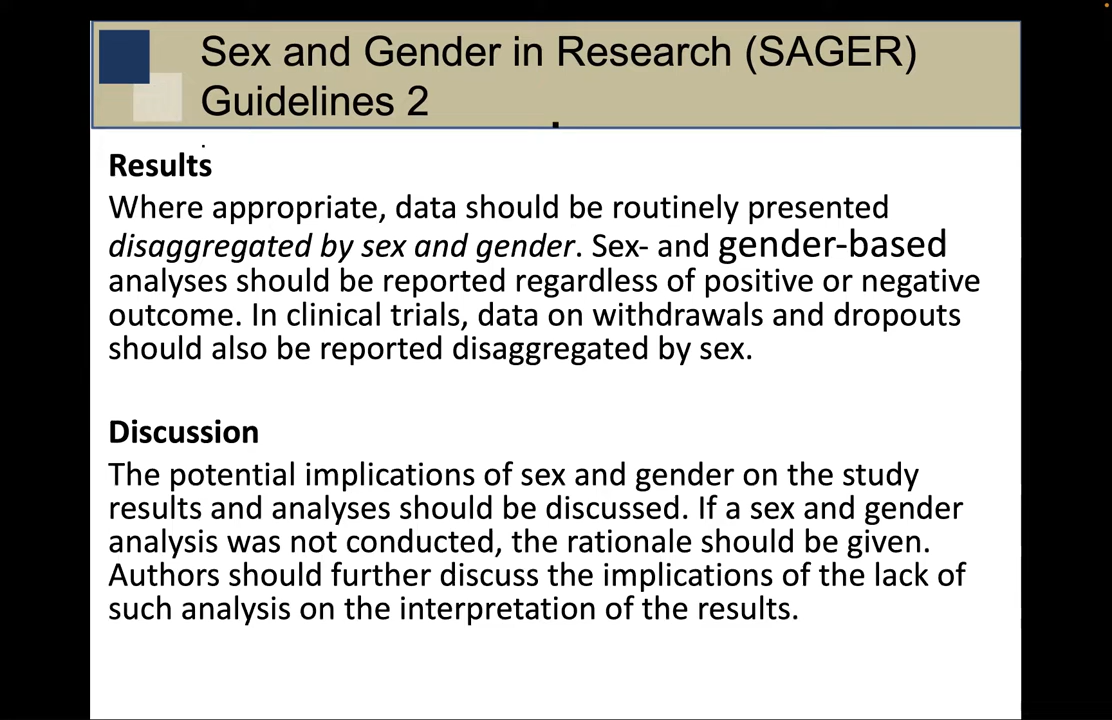 Sex and Gender in Research (SAGER)
Guidelines 2
Results
Where appropriate, data should be routinely presented
disaggregated by sex and gender. Sex- and gender-based
analyses should be reported regardless of positive or negative
outcome. In clinical trials, data on withdrawals and dropouts
should also be reported disaggregated by sex.
Discussion
The potential implications of sex and gender on the study
results and analyses should be discussed. If a sex and gender
analysis was not conducted, the rationale should be given.
Authors should further discuss the implications of the lack of
such analysis on the interpretation of the results.